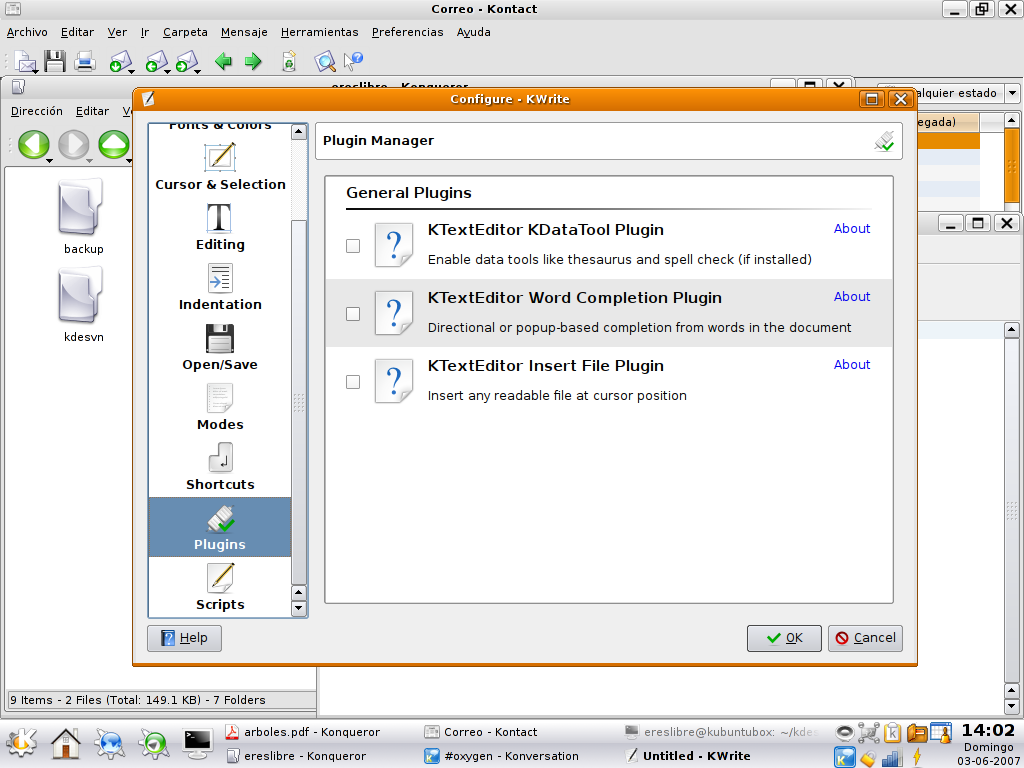 Correo - Kontact
Archivo Editar Ver Ir Carpeta Mensaje Herramientas Preferencias Ayuda
ereslibre - Konqueror
Dirección Editar
alquier estado
egada)
Configure - KWrite
Fonts & Colors
Cursor & Selection
Editing
Indentation
Open/Save
Modes
Shortcuts
Plugins
Scripts
Plugin Manager
General Plugins
KTextEditor KDataTool Plugin About
Enable data tools like thesaurus and spell check (if installed)
KTextEditor Word Completion Plugin About
Directional or popup-based completion from words in the document
KTextEditor Insert File Plugin About
Insert any readable file at cursor position
Help OK Cancel
backup
kdesvn
9 Items - 2 Files (Total: 149.1 KB) - 7 Folders
arboles.pdf - Konqueror Correo - Kontact ereslibre@kubuntubox: ~/kdes
ereslibre - Konqueror #oxygen - Konversation Untitled - KWrite
14:02
Domingo
03-06-2007